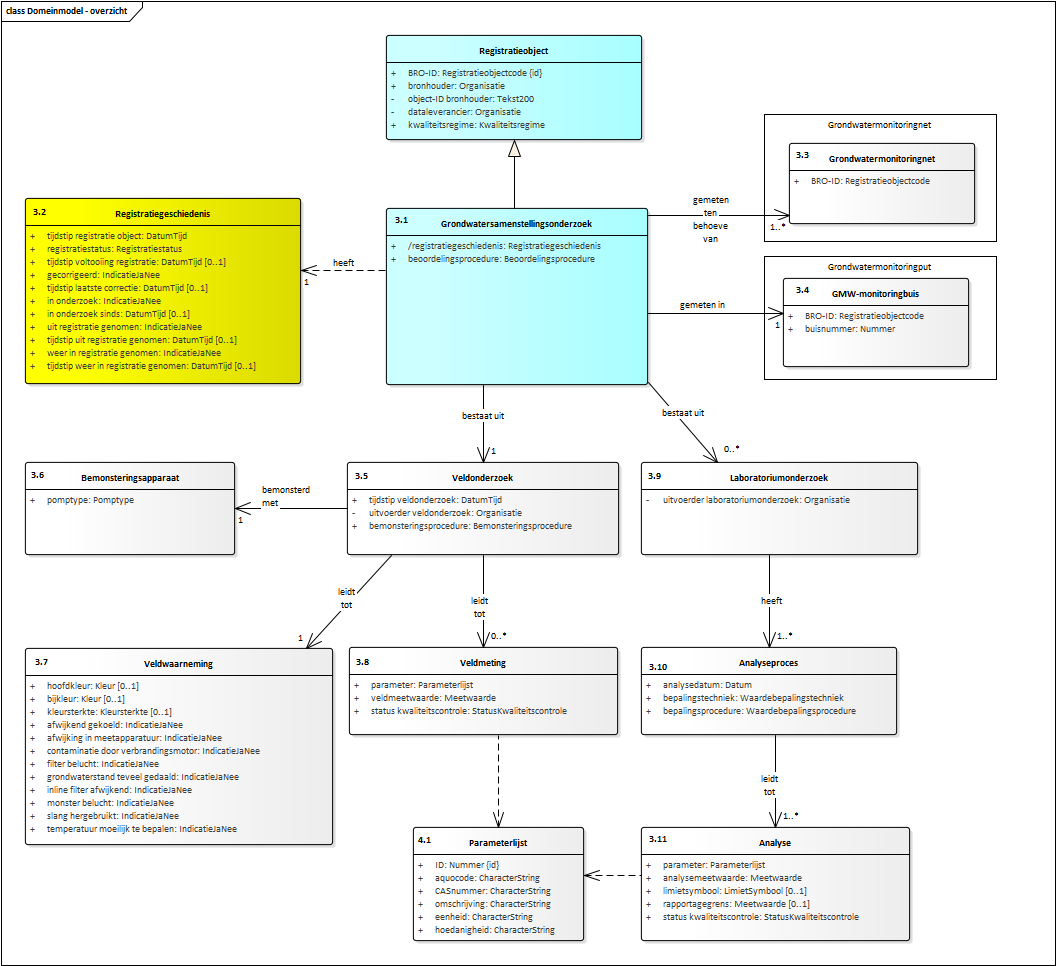 class Domeinmodel - overzicht
Registratieobject
+ BRO-ID: Registratieobjectcode {id}
+ bronhouder: Organisatie
- object-ID bronhouder: Tekst200
- dataleverancier: Organisatie
+ kwaliteitsregime: Kwaliteitsregime
Grondwatermonitoringnet
3.3 Grondwatermonitoringnet
+ BRO-ID: Registratieobjectcode
gemeten
ten
behoeve
van
1..*
3.2 Registratiegeschiedenis
+ tijdstip registratie object: DatumTijd
+ registratiestatus: Registratiestatus
+ tijdstip voltooiing registratie: DatumTijd [0..1]
+ gecorrigeerd: IndicatieJaNee
+ tijdstip laatste correctie: DatumTijd [0..1]
+ in onderzoek: IndicatieJaNee
+ in onderzoek sinds: DatumTijd [0..1]
+ uit registratie genomen: IndicatieJaNee
+ tijdstip uit registratie genomen: DatumTijd [0..1]
+ weer in registratie genomen: IndicatieJaNee
+ tijdstip weer in registratie genomen: DatumTijd [0..1]
heeft
1
3.1 Grondwatersamenstellingsonderzoek
+ /registratiegeschiedenis: Registratiegeschiedenis
+ beoordelingsprocedure: Beoordelingsprocedure
Grondwatermonitoringput
3.4 GMW-monitoringbuis
+ BRO-ID: Registratieobjectcode
+ buisnummer: Nummer
gemeten in
1
bestaat uit
1
bestaat uit
0..*
3.6 Bemonsteringsapparaat
+ pomptype: Pomptype
bemonsterd
met
1
3.5 Veldonderzoek
+ tijdstip veldonderzoek: DatumTijd
- uitvoerder veldonderzoek: Organisatie
+ bemonsteringsprocedure: Bemonsteringsprocedure
3.9 Laboratoriumonderzoek
- uitvoerder laboratoriumonderzoek: Organisatie
leidt
tot
1
leidt
tot
0..*
heeft
1..*
3.7 Veldwaarneming
+ hoofdkleur: Kleur [0..1]
+ bijkleur: Kleur [0..1]
+ kleursterkte: Kleursterkte [0..1]
+ afwijkend gekoeld: IndicatieJaNee
+ afwijking in meetapparatuur: IndicatieJaNee
+ contaminatie door verbrandingsmotor: IndicatieJaNee
+ filter belucht: IndicatieJaNee
+ grondwaterstand teveel gedaald: IndicatieJaNee
+ inline filter afwijkend: IndicatieJaNee
+ monster belucht: IndicatieJaNee
+ slang hergebruikt: IndicatieJaNee
+ temperatuur moeilijk te bepalen: IndicatieJaNee
3.8 Veldmeting
+ parameter: Parameterlijst
+ veldmeetwaarde: Meetwaarde
+ status kwaliteitscontrole: StatusKwaliteitscontrole
3.10 Analyseproces
+ analysedatum: Datum
+ bepalingstechniek: Waardebepalingstechniek
+ bepalingsprocedure: Waardebepalingsprocedure
leidt
tot
1..*
4.1 Parameterlijst
+ ID: Nummer {id}
+ aquocode: CharacterString
+ CASnummer: CharacterString
+ omschrijving: CharacterString
+ eenheid: CharacterString
+ hoedanigheid: CharacterString
3.11 Analyse
+ parameter: Parameterlijst
+ analysemeetwaarde: Meetwaarde
+ limietsymbool: LimietSymbool [0..1]
+ rapportagegrens: Meetwaarde [0..1]
+ status kwaliteitscontrole: StatusKwaliteitscontrole